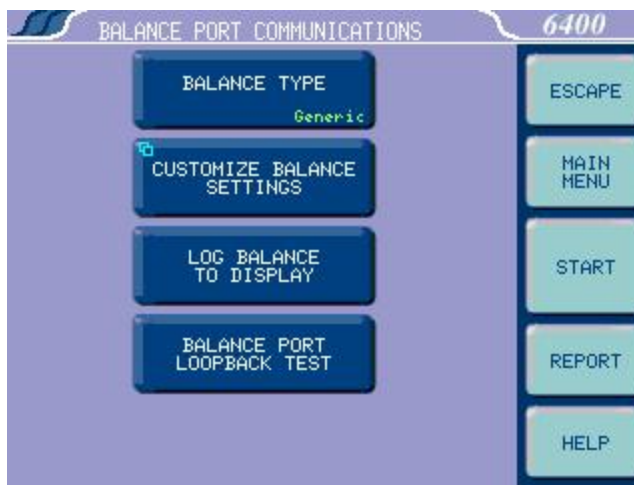 BALANCE PORT COMMUNICATIONS
6400
BALANCE TYPE
Generic
CUSTOMIZE BALANCE
SETTINGS
LOG BALANCE
TO DISPLAY
BALANCE PORT
LOOPBACK TEST
ESCAPE
MAIN
MENU
START
REPORT
HELP